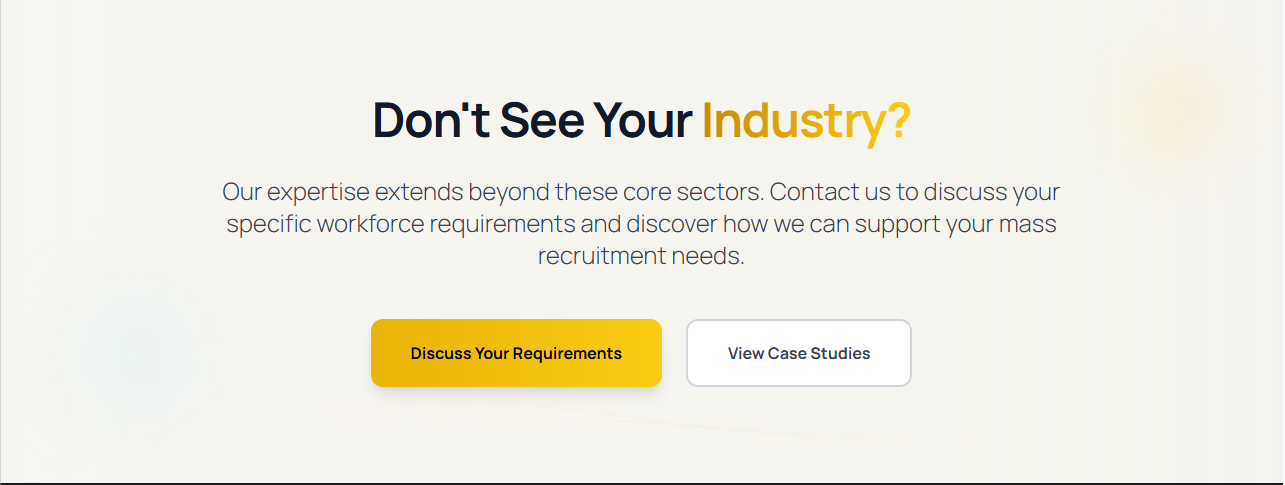 Don't See Your Industry?
Our expertise extends beyond these core sectors. Contact us to discuss your
specific workforce requirements and discover how we can support your mass
recruitment needs.
Discuss Your Requirements
View Case Studies